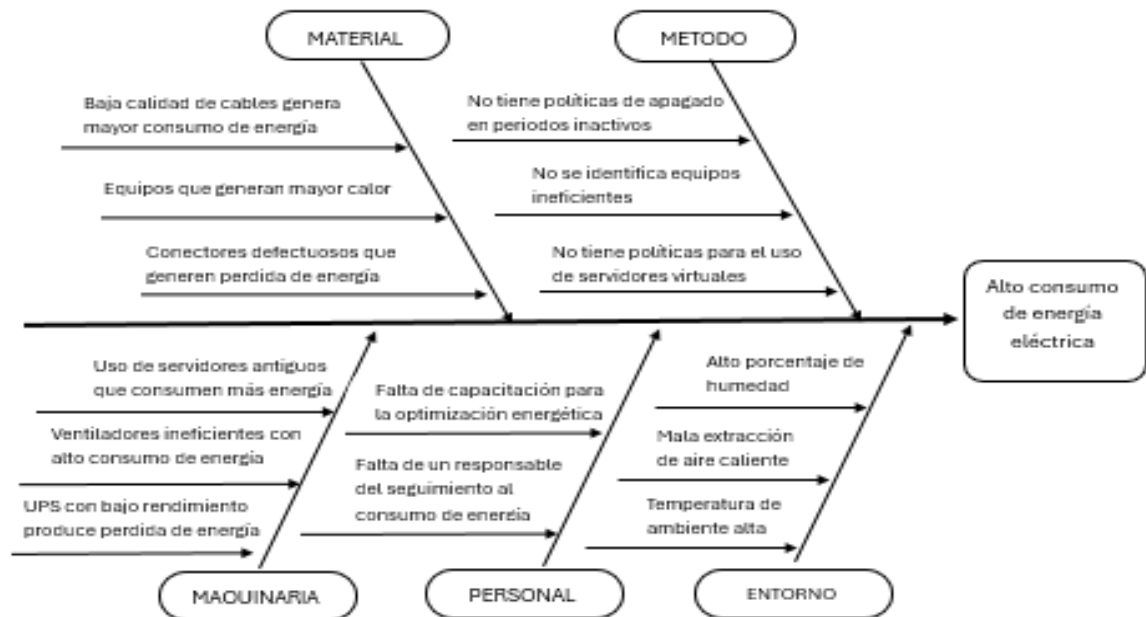 MATERIAL
METODO
Baja calidad de cables genera
mayor consumo de energía
No tiene políticas de apagado
en periodos inactivos
Equipos que generan mayor calor
No se identifica equipos
ineficientes
Conectores defectuosos que
generen perdida de energía
No tiene políticas para el uso
de servidores virtuales
Alto consumo
de energía
eléctrica
Uso de servidores antiguos
que consumen más energía
Falta de capacitación para
la optimización energética
Alto porcentaje de
humedad
Ventiladores ineficientes con
alto consumo de energía
Falta de un responsable
del seguimiento al
consumo de energía
Mala extracción
de aire caliente
UPS con bajo rendimiento
produce perdida de energía
Temperatura de
ambiente alta
MAQUINARIA
PERSONAL
ENTORNO